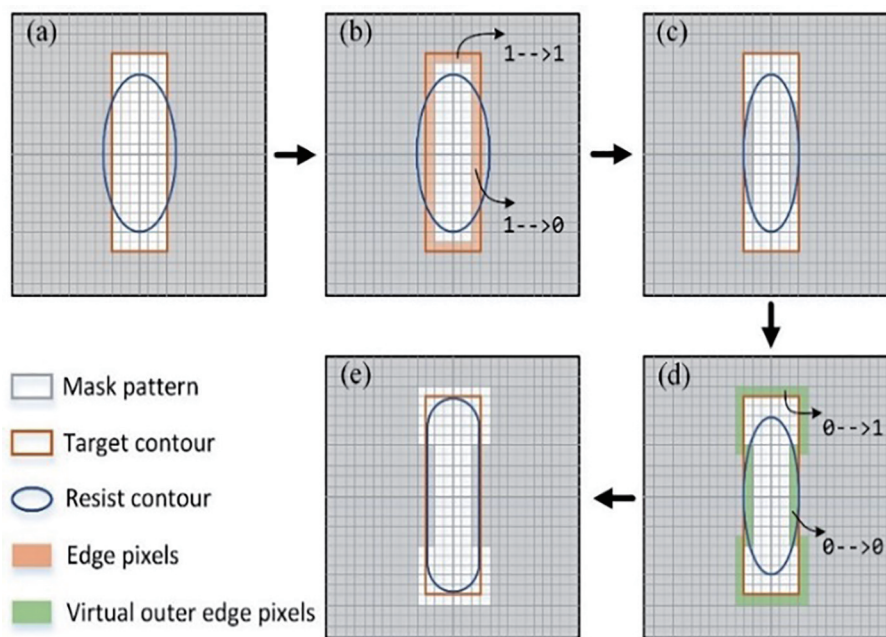 (a)
(b)
1-->1
1-->0
(c)
Mask pattern
Target contour
Resist contour
Edge pixels
Virtual outer edge pixels
(e)
(d)
0-->1
0-->0